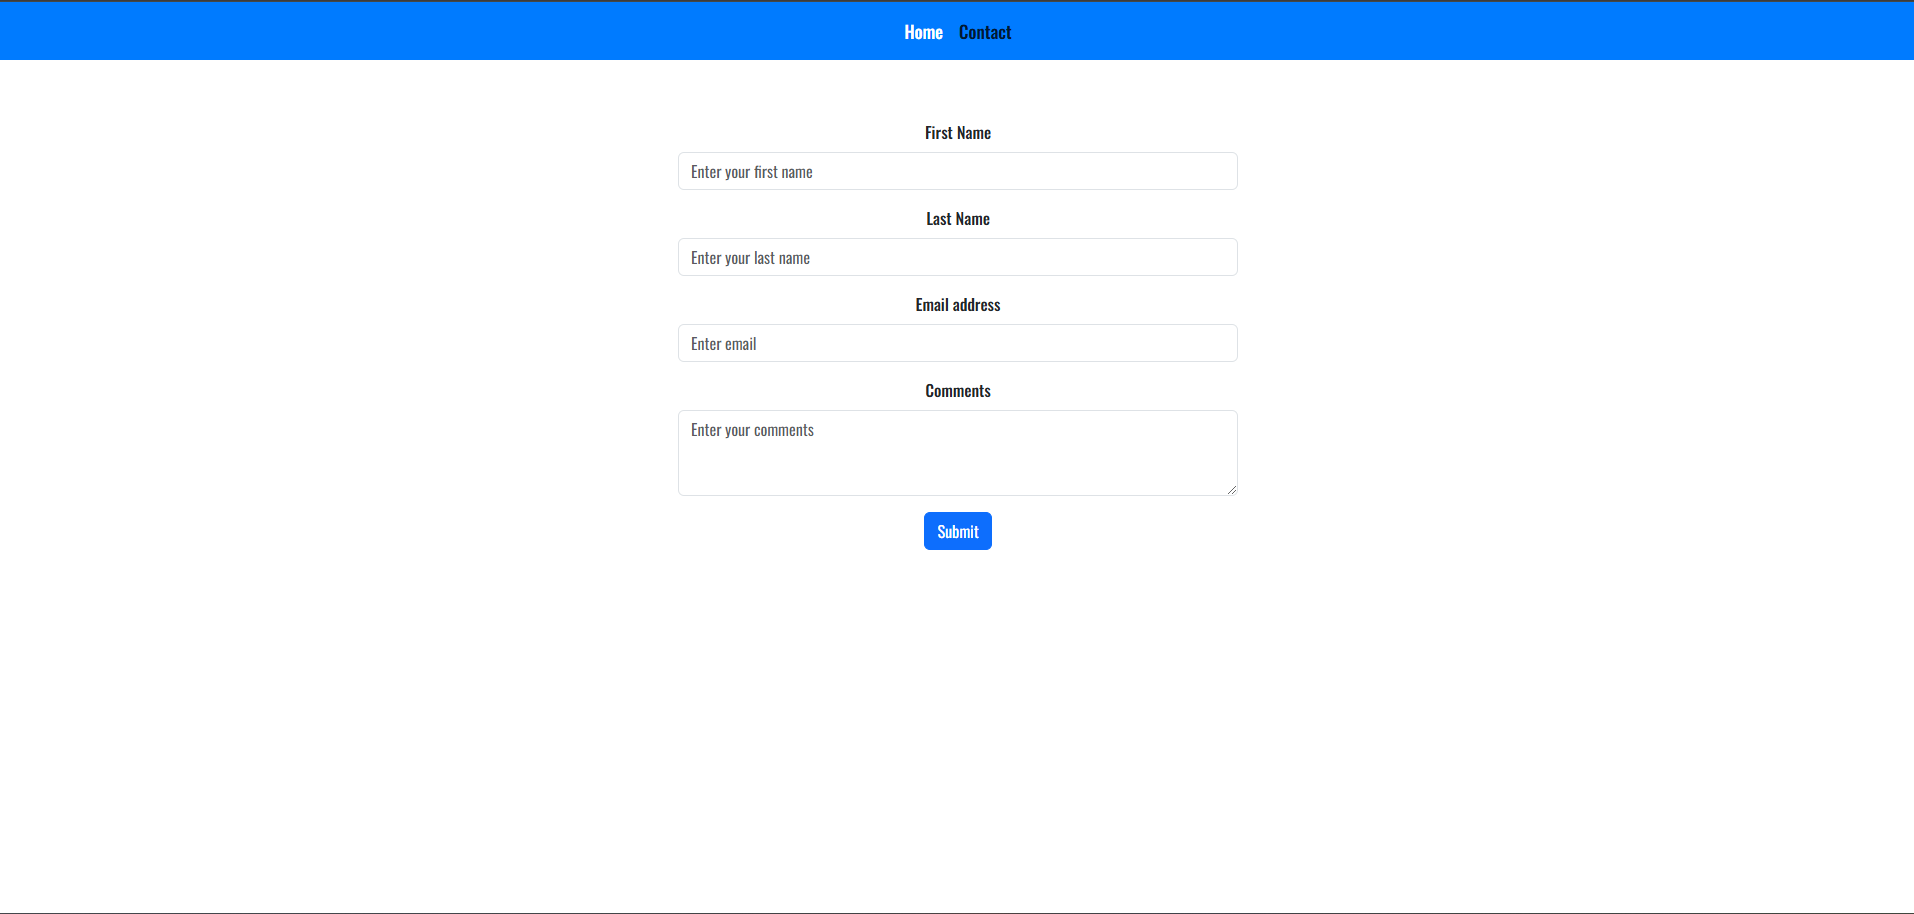 Home Contact
First Name
Enter your first name
Last Name
Enter your last name
Email address
Enter email
Comments
Enter your comments
Submit